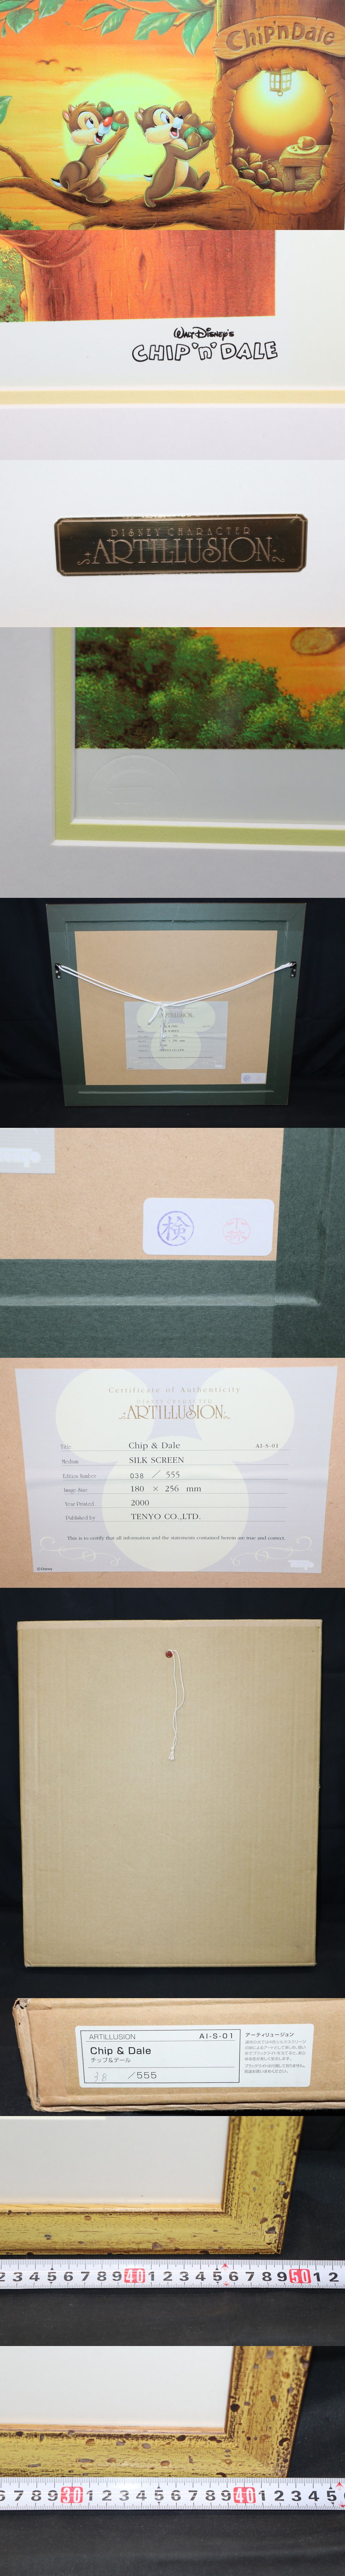 Chip'n Dale
WALT DISNEY'S
CHIP 'n' DALE
DISNEY CHARACTER
ARTILLUSION
ARTILLUSION
検
小林
Certificate of Authenticity
DISNEY CHARACTER
ARTILLUSION
Title Chip & Dale AI-S-01
Medium SILK SCREEN
Edition Number 038 / 555
Image Size 180 × 256 mm
Year Printed 2000
Published by TENYO CO.,LTD.
This is to certify that all information and the statements contained herein are true and correct.
©Disney
ARTILLUSION AI-S-01
Chip & Dale
チップ&デール
38 /555
アーティリュージョン
2 3 4 5 6 7 8 9 40 1 2 3 4 5 6 7 8 9 50 1 2
6 7 8 9 30 1 2 3 4 5 6 7 8 9 40 1 2 3 4 5